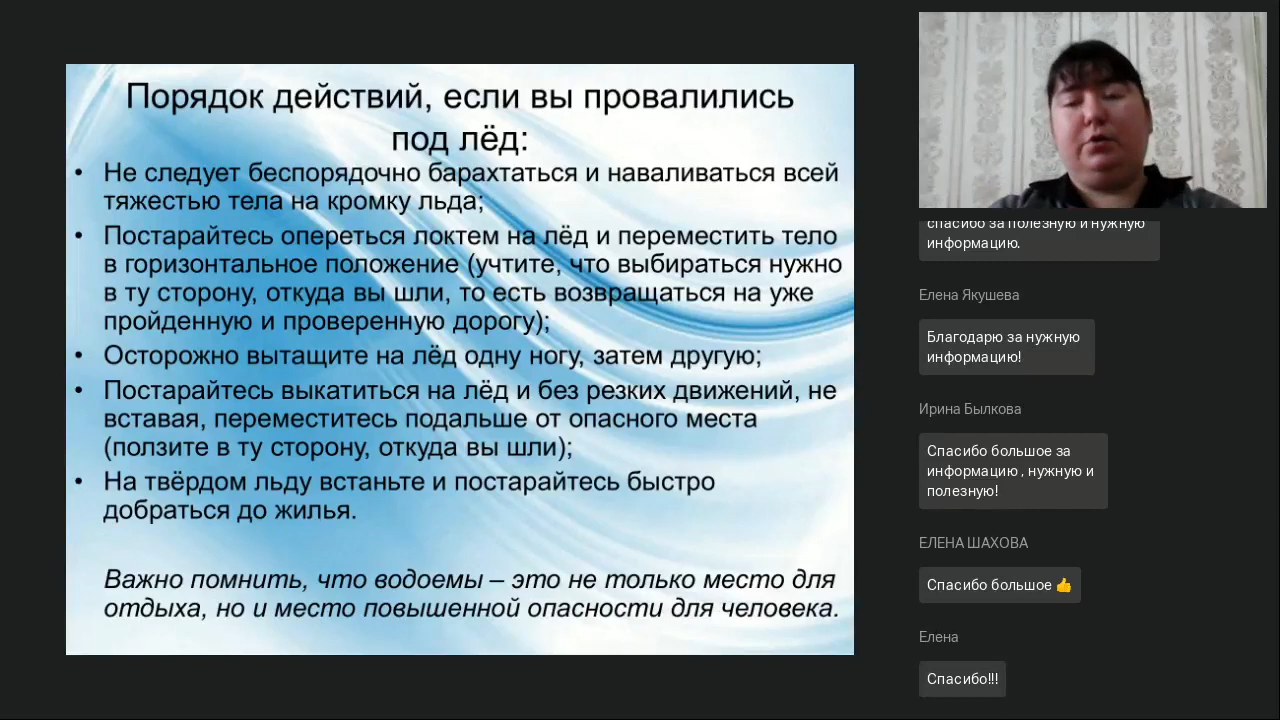 Порядок действий, если вы провалились
под лёд:
• Не следует беспорядочно барахтаться и наваливаться всей
тяжестью тела на кромку льда;
• Постарайтесь опереться локтем на лёд и переместить тело
в горизонтальное положение (учтите, что выбираться нужно
в ту сторону, откуда вы шли, то есть возвращаться на уже
пройденную и проверенную дорогу);
• Осторожно вытащите на лёд одну ногу, затем другую;
• Постарайтесь выкатиться на лёд и без резких движений, не
вставая, переместитесь подальше от опасного места
(ползите в ту сторону, откуда вы шли);
• На твёрдом льду встаньте и постарайтесь быстро
добраться до жилья.
Важно помнить, что водоемы – это не только место для
отдыха, но и место повышенной опасности для человека.
спасибо за полезную и нужную
информацию.
Елена Якушева
Благодарю за нужную
информацию!
Ирина Былкова
Спасибо большое за
информацию , нужную и
полезную!
ЕЛЕНА ШАХОВА
Спасибо большое 👍
Елена
Спасибо!!!